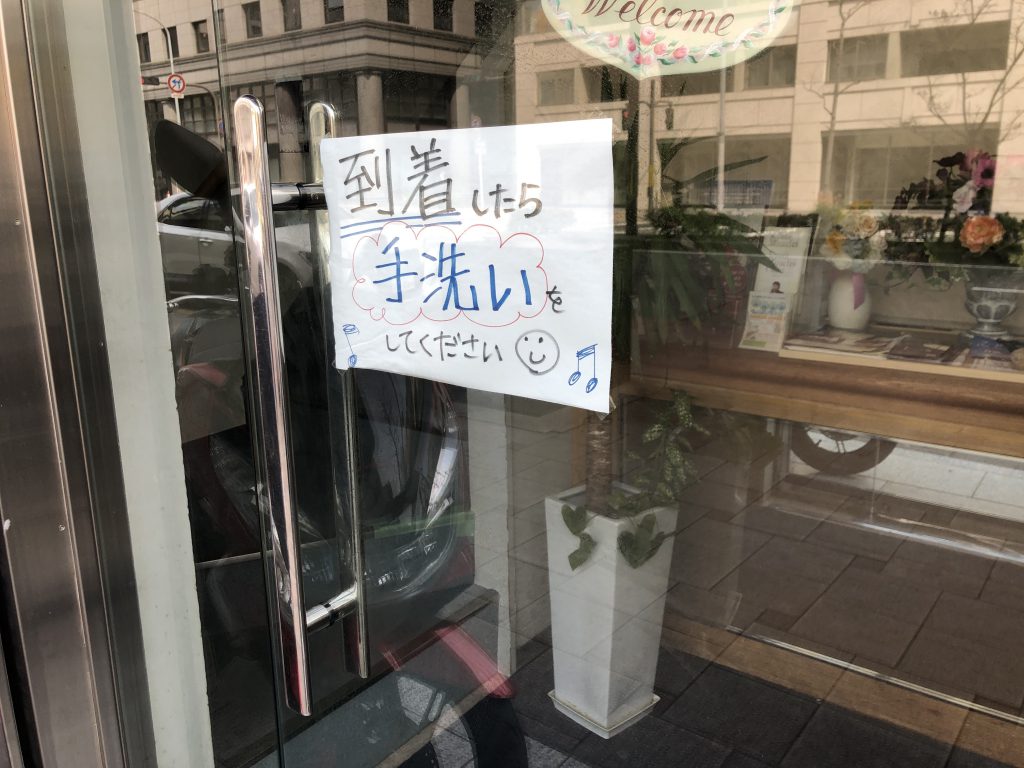 Welcome
到着したら
手洗いを
してください